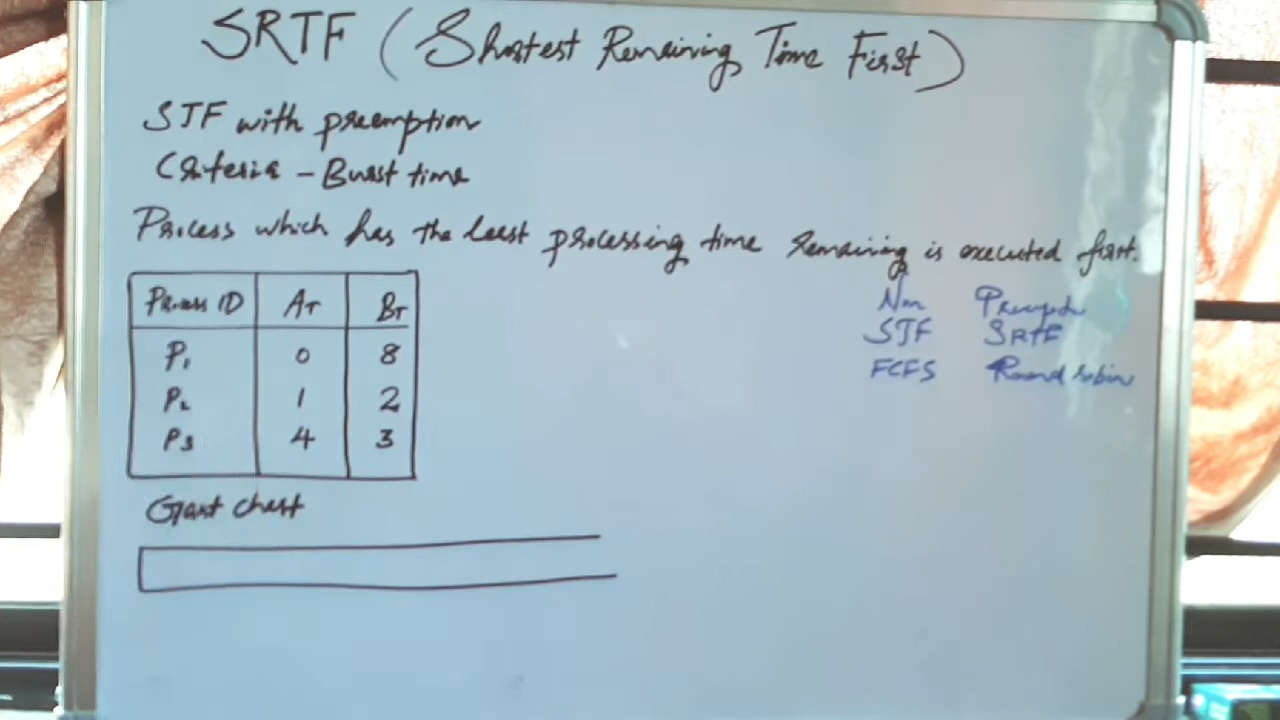 SRTF (Shortest Remaining Time First)
SJF with preemption
Criteria - Burst time
Process which has the least processing time remaining is executed first.
Process ID AT BT
P1 0 8
P2 1 2
P3 4 3
Non Preemptn
SJF SRTF
FCFS Round robin
Gant chart